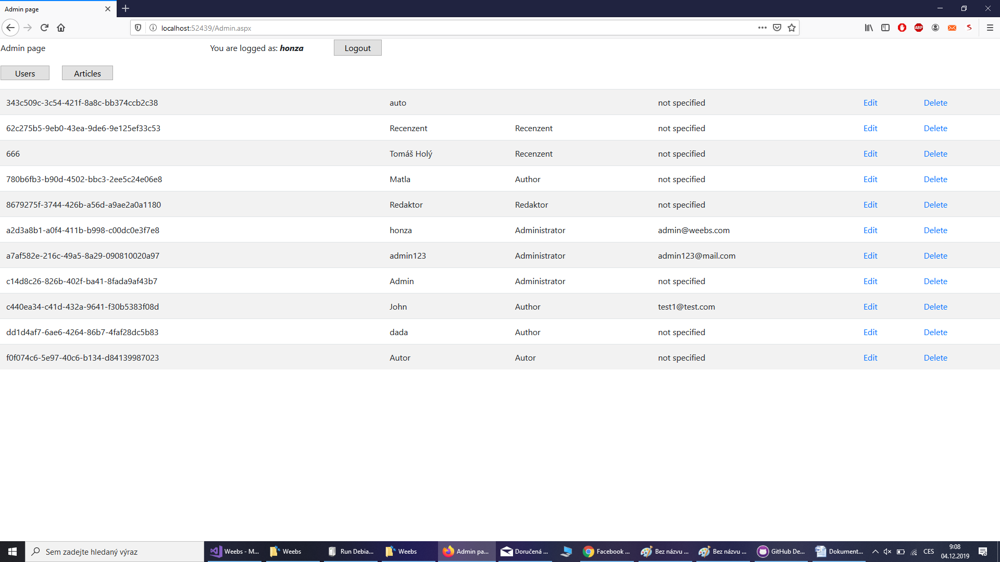 Admin page
localhost:52439/Admin.aspx
ABP
Admin page You are logged as: honza Logout
Users Articles
343c509c-3c54-421f-8a8c-bb374ccb2c38 auto not specified Edit Delete
62c275b5-9eb0-43ea-9de6-9e125ef33c53 Recenzent Recenzent not specified Edit Delete
666 Tomáš Holý Recenzent not specified Edit Delete
780b6fb3-b90d-4502-bbc3-2ee5c24e06e8 Matla Author not specified Edit Delete
8679275f-3744-426b-a56d-a9ae2a0a1180 Redaktor Redaktor not specified Edit Delete
a2d3a8b1-a0f4-411b-b998-c00dc0e3f7e8 honza Administrator admin@weebs.com Edit Delete
a7af582e-216c-49a5-8a29-090810020a97 admin123 Administrator admin123@mail.com Edit Delete
c14d8c26-826b-402f-ba41-8fada9af43b7 Admin Administrator not specified Edit Delete
c440ea34-c41d-432a-9641-f30b5383f08d John Author test1@test.com Edit Delete
dd1d4af7-6ae6-4264-86b7-4faf28dc5b83 dada Author not specified Edit Delete
f0f074c6-5e97-40c6-b134-d84139987023 Autor Autor not specified Edit Delete
Sem zadejte hledaný výraz Weebs - M... Weebs Run Debia... Weebs Admin pa... Doručená ... Facebook ... Bez názvu ... Bez názvu ... GitHub De... Dokument... CES 9:08
04.12.2019